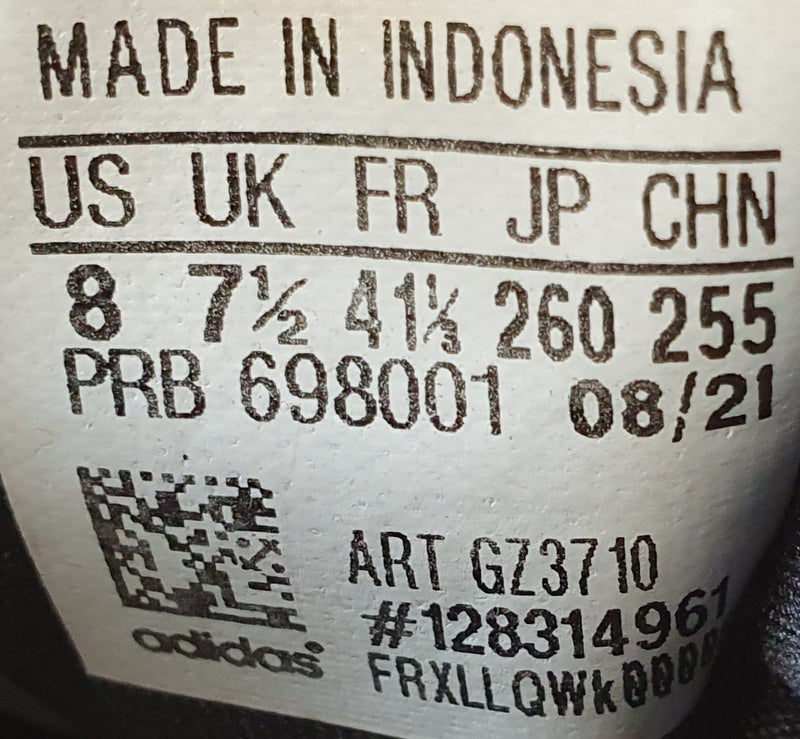 MADE IN INDONESIA
US UK FR JP CHN
8 7½ 41⅓ 260 255
PRB 698001 08/21
ART GZ3710
#128314961
adidas